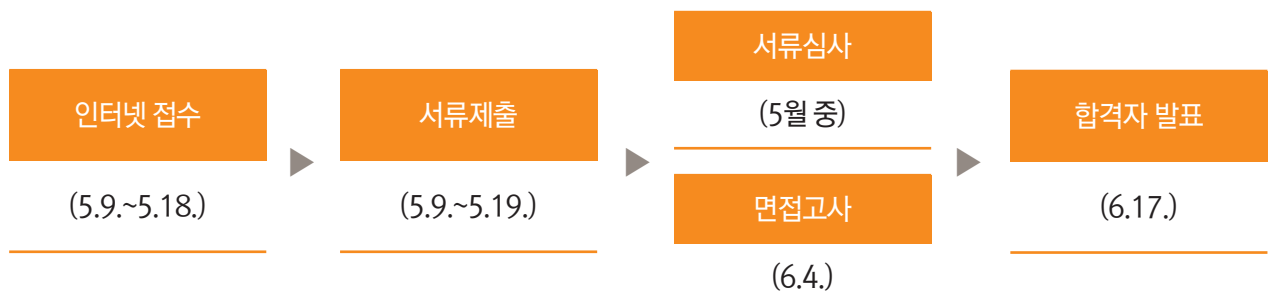 인터넷 접수
(5.9.~5.18.)
서류제출
(5.9.~5.19.)
서류심사
(5월 중)
면접고사
(6.4.)
합격자 발표
(6.17.)